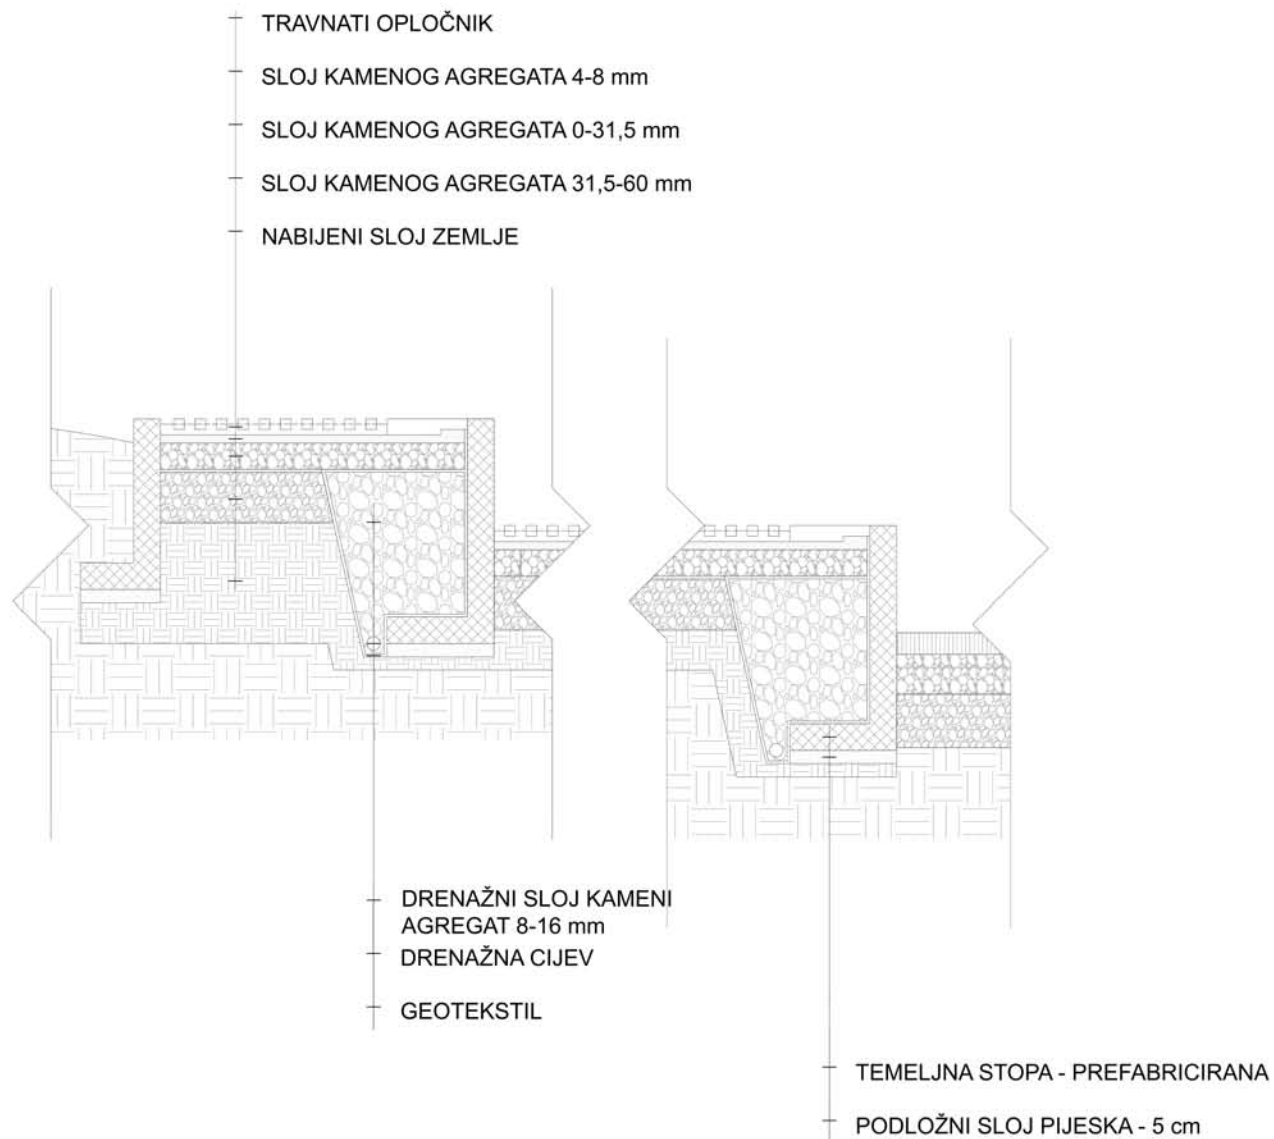 TRAVNATI OPLOČNIK
SLOJ KAMENOG AGREGATA 4-8 mm
SLOJ KAMENOG AGREGATA 0-31,5 mm
SLOJ KAMENOG AGREGATA 31,5-60 mm
NABIJENI SLOJ ZEMLJE
DRENAŽNI SLOJ KAMENI
AGREGAT 8-16 mm
DRENAŽNA CIJEV
GEOTEKSTIL
TEMELJNA STOPA - PREFABRICIRANA
PODLOŽNI SLOJ PIJESKA - 5 cm